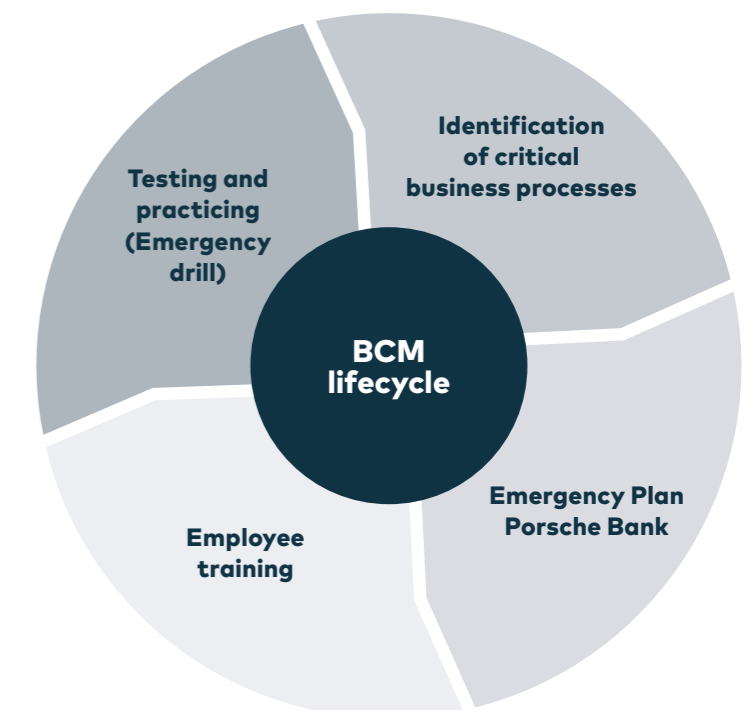 Identification
of critical
business processes
Testing and
practicing
(Emergency
drill)
BCM
lifecycle
Emergency Plan
Porsche Bank
Employee
training